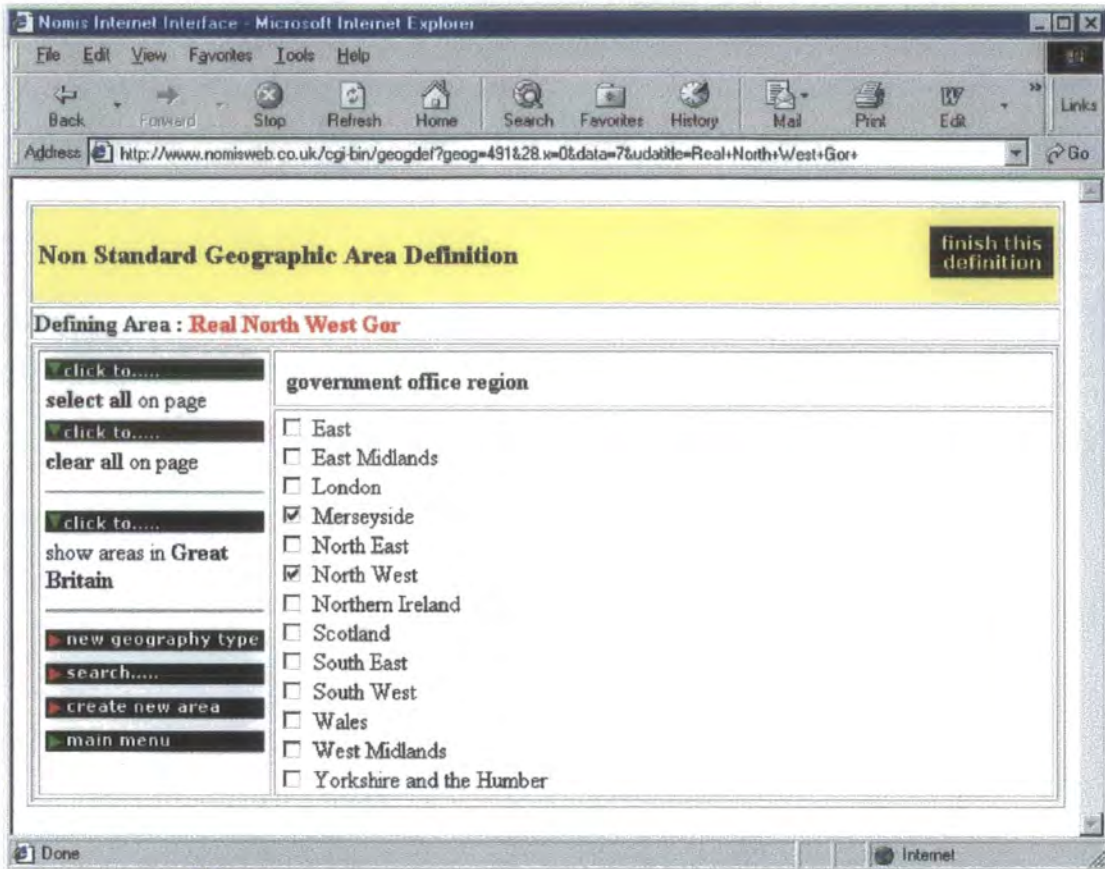 Nomis Internet Interface - Microsoft Internet Explorer
File Edit View Favorites Tools Help
Back Forward Stop Refresh Home Search Favorites History Mail Print Edit » Links
Address http://www.nomisweb.co.uk/cgi-bin/geogdef?geog=491&28.x=0&data=7&udatitle=Real+North+West+Gor+ Go
Non Standard Geographic Area Definition
finish this
definition
Defining Area : Real North West Gor
click to.....
select all on page
click to.....
clear all on page
click to.....
show areas in Great
Britain
new geography type
search.....
create new area
main menu
government office region
East
East Midlands
London
Merseyside
North East
North West
Northern Ireland
Scotland
South East
South West
Wales
West Midlands
Yorkshire and the Humber
Done Internet